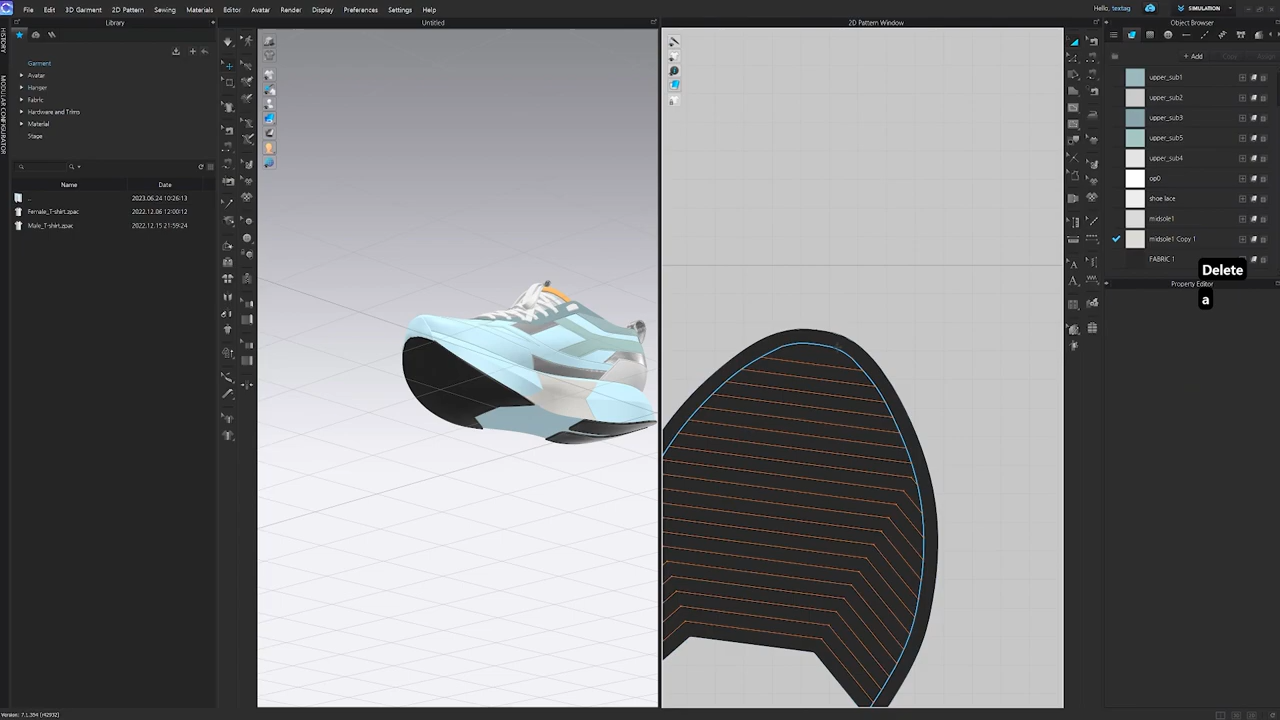 File Edit 3D Garment 2D Pattern Sewing Materials Editor Avatar Render Display Preferences Settings Help
Hello, textag
SIMULATION
Library
Untitled
2D Pattern Window
Object Browser
HISTORY
MODULAR CONFIGURATOR
Garment
Avatar
Hanger
Fabric
Hardware and Trims
Material
Stage
Name Date
.. 2023.06.24 10:26:13
Female_T-shirt.zpac 2022.12.06 12:00:12
Male_T-shirt.zpac 2022.12.15 21:59:24
+ Add
upper_sub1
upper_sub2
upper_sub3
upper_sub5
upper_sub4
op0
shoe lace
midsole1
midsole1 Copy 1
FABRIC 1
Delete
Property Editor
a